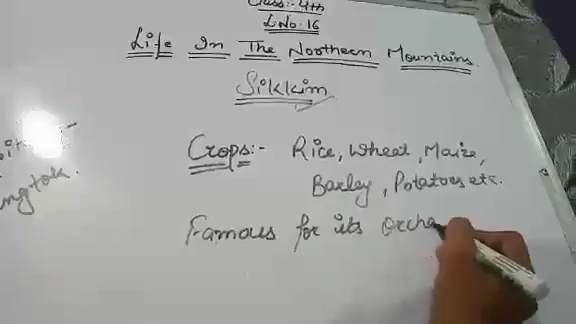 Class:- 4th
L.No. 16
Life In The Northern Mountains.
Sikkim
Crops:- Rice, Wheat, Maize,
Barley, Potatoes etc.
Famous for its Orcha